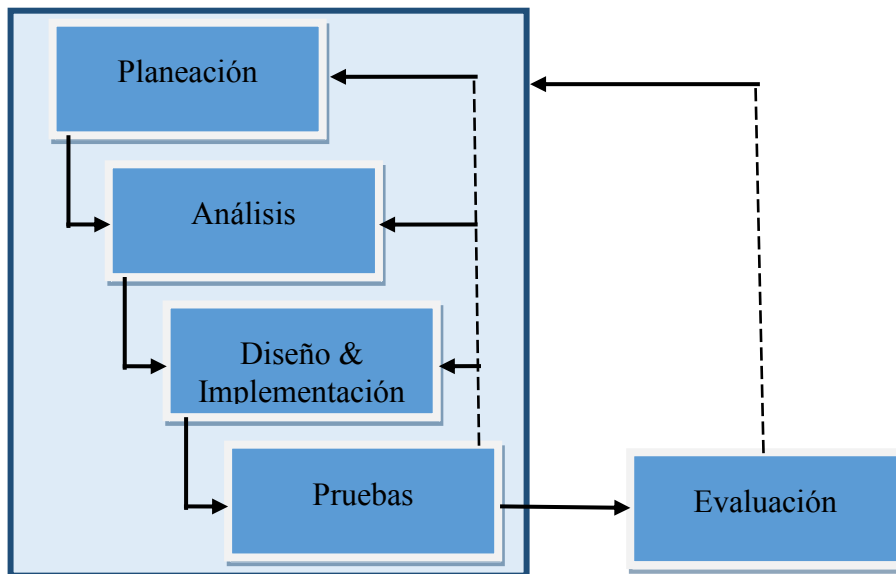 Planeación
Análisis
Diseño &
Implementación
Pruebas
Evaluación